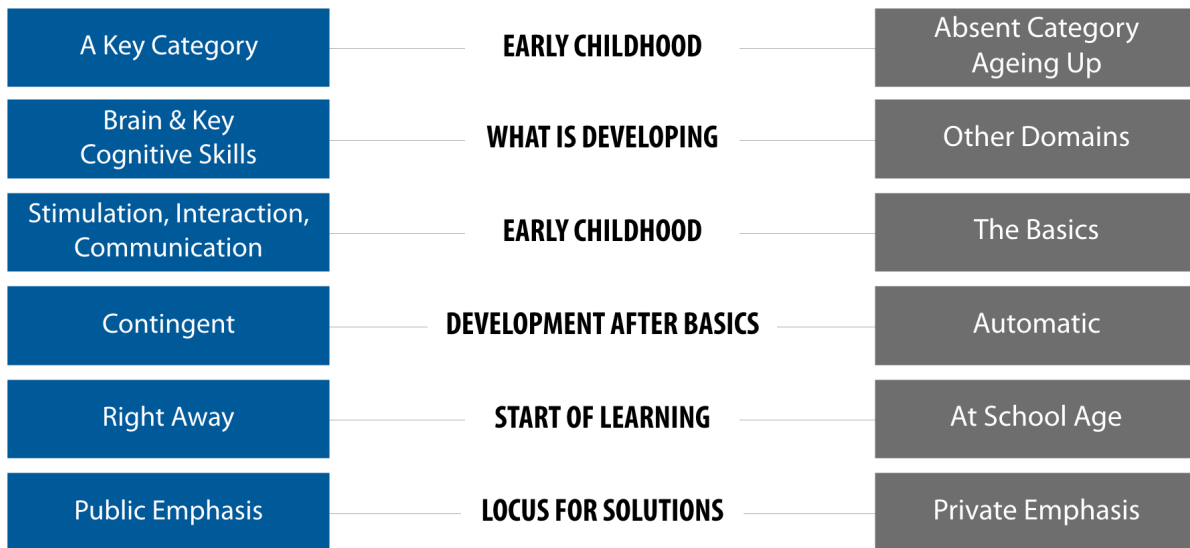 A Key Category
EARLY CHILDHOOD
Absent Category
Ageing Up
Brain & Key
Cognitive Skills
WHAT IS DEVELOPING
Other Domains
Stimulation, Interaction,
Communication
EARLY CHILDHOOD
The Basics
Contingent
DEVELOPMENT AFTER BASICS
Automatic
Right Away
START OF LEARNING
At School Age
Public Emphasis
LOCUS FOR SOLUTIONS
Private Emphasis